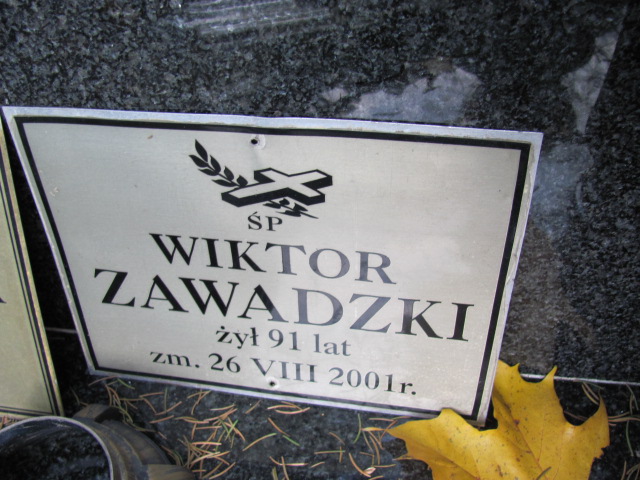 ŚP
WIKTOR
ZAWADZKI
żył 91 lat
zm. 26 VIII 2001r.